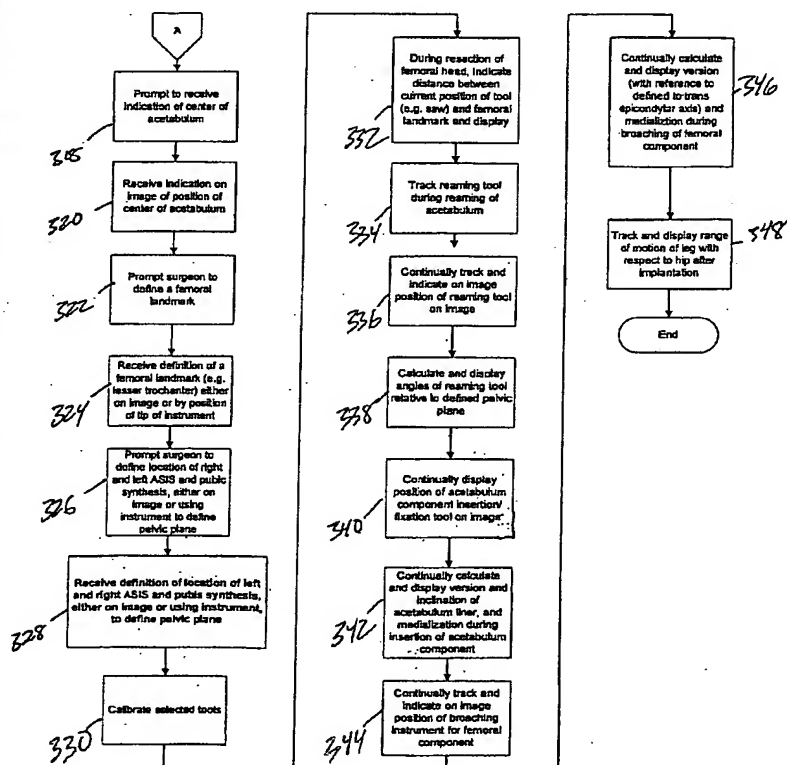 A
Prompt to receive
indication of center of
acetabulum
318
Receive indication on
image of position of
center of acetabulum
320
Prompt surgeon to
define a femoral
landmark
322
Receive definition of a
femoral landmark (e.g.
lesser trochanter) either
on image or by position
of tip of instrument
324
Prompt surgeon to
define location of right
and left ASIS and pubic
synthesis, either on
image or using
instrument to define
pelvic plane
326
Receive definition of location of left
and right ASIS and pubis synthesis,
either on image or using instrument,
to define pelvic plane
328
Calibrate selected tools
330
During resection of
femoral head, indicate
distance between
current position of tool
(e.g. saw) and femoral
landmark and display
332
Track reaming tool
during reaming of
acetabulum
334
Continually track and
indicate on image
position of reaming tool
on image
336
Calculate and display
angles of reaming tool
relative to defined pelvic
plane
338
Continually display
position of acetabulum
component insertion/
fixation tool on image
340
Continually calculate
and display version and
inclination of
acetabulum liner, and
medialization during
insertion of acetabulum
component
342
Continually track and
indicate on image
position of broaching
instrument for femoral
component
344
Continually calculate
and display version
(with reference to
defined to trans
epicondylar axis) and
medializtion during
broaching of femoral
component
346
Track and display range
of motion of leg with
respect to hip after
implantation
348
End